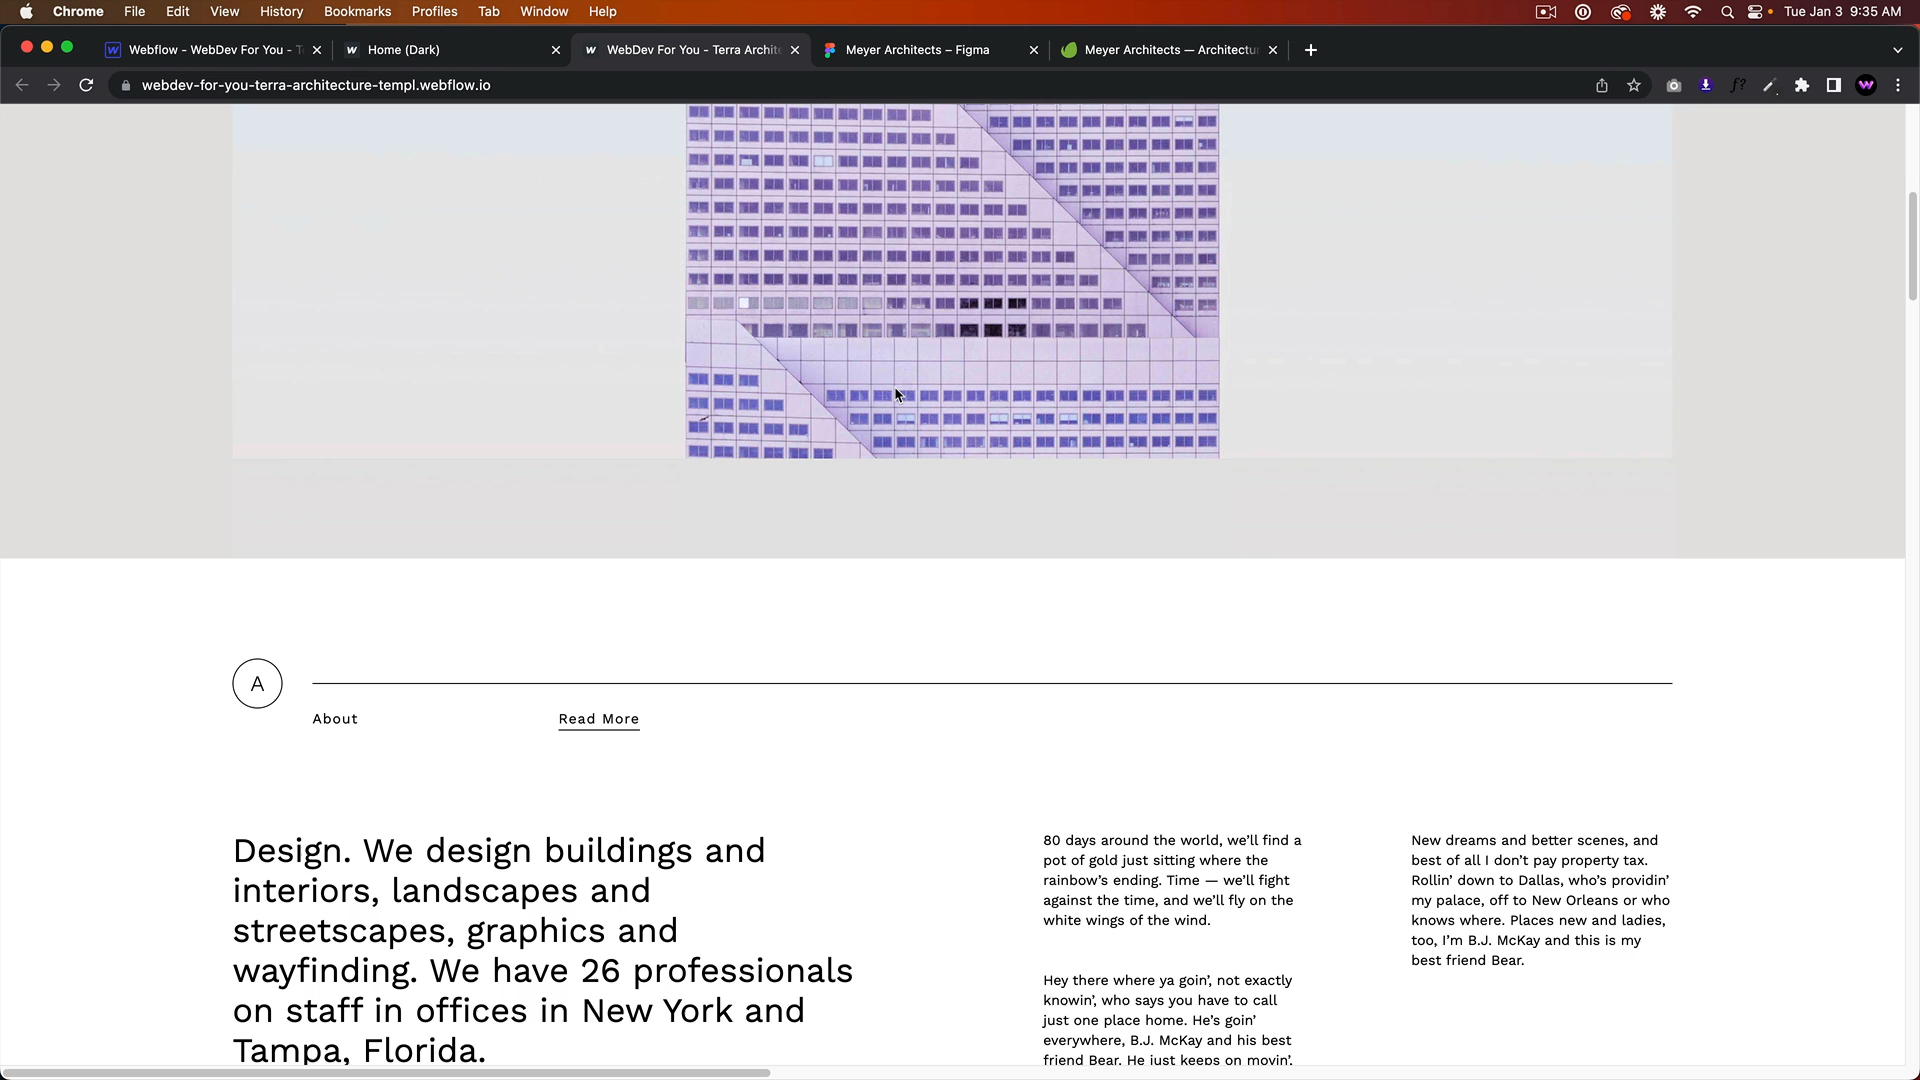 Chrome File Edit View History Bookmarks Profiles Tab Window Help Tue Jan 3 9:35 AM
Webflow - WebDev For You - Home (Dark) WebDev For You - Terra Archit Meyer Architects – Figma Meyer Architects — Architectu
webdev-for-you-terra-architecture-templ.webflow.io
A
About Read More
Design. We design buildings and
interiors, landscapes and
streetscapes, graphics and
wayfinding. We have 26 professionals
on staff in offices in New York and
Tampa, Florida.
80 days around the world, we’ll find a
pot of gold just sitting where the
rainbow’s ending. Time — we’ll fight
against the time, and we’ll fly on the
white wings of the wind.
Hey there where ya goin’, not exactly
knowin’, who says you have to call
just one place home. He’s goin’
everywhere, B.J. McKay and his best
friend Bear. He just keeps on movin’.
New dreams and better scenes, and
best of all I don’t pay property tax.
Rollin’ down to Dallas, who’s providin’
my palace, off to New Orleans or who
knows where. Places new and ladies,
too, I’m B.J. McKay and this is my
best friend Bear.